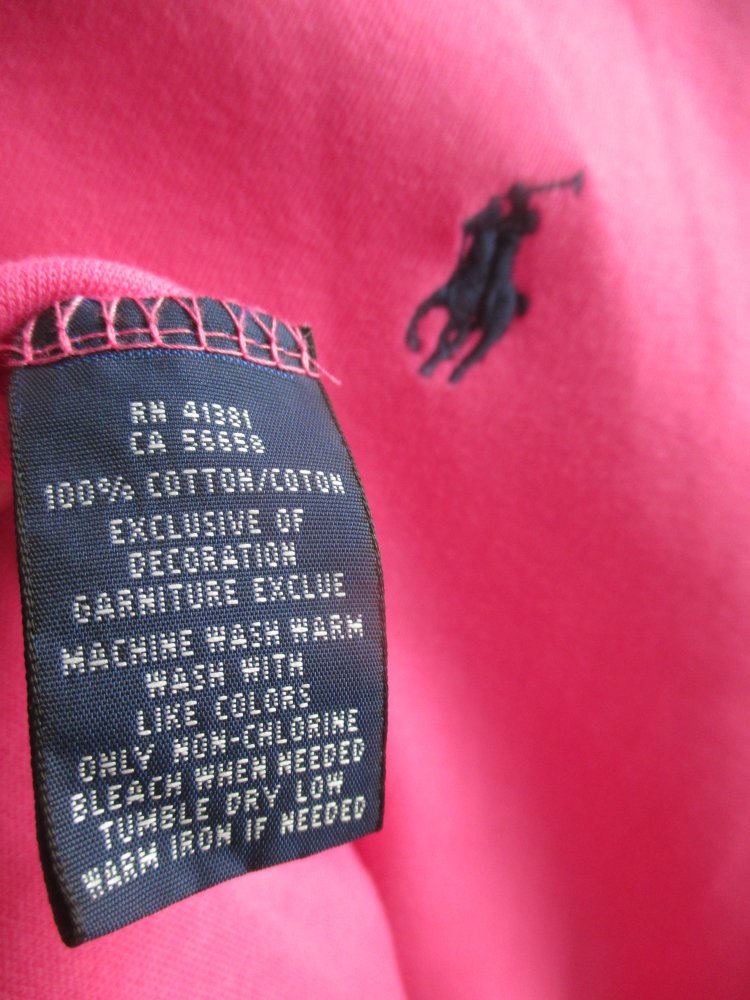 RN 41381
CA 56658
100% COTTON/COTON
EXCLUSIVE OF
DECORATION
GARNITURE EXCLUE
MACHINE WASH WARM
WASH WITH
LIKE COLORS
ONLY NON-CHLORINE
BLEACH WHEN NEEDED
TUMBLE DRY LOW
WARM IRON IF NEEDED